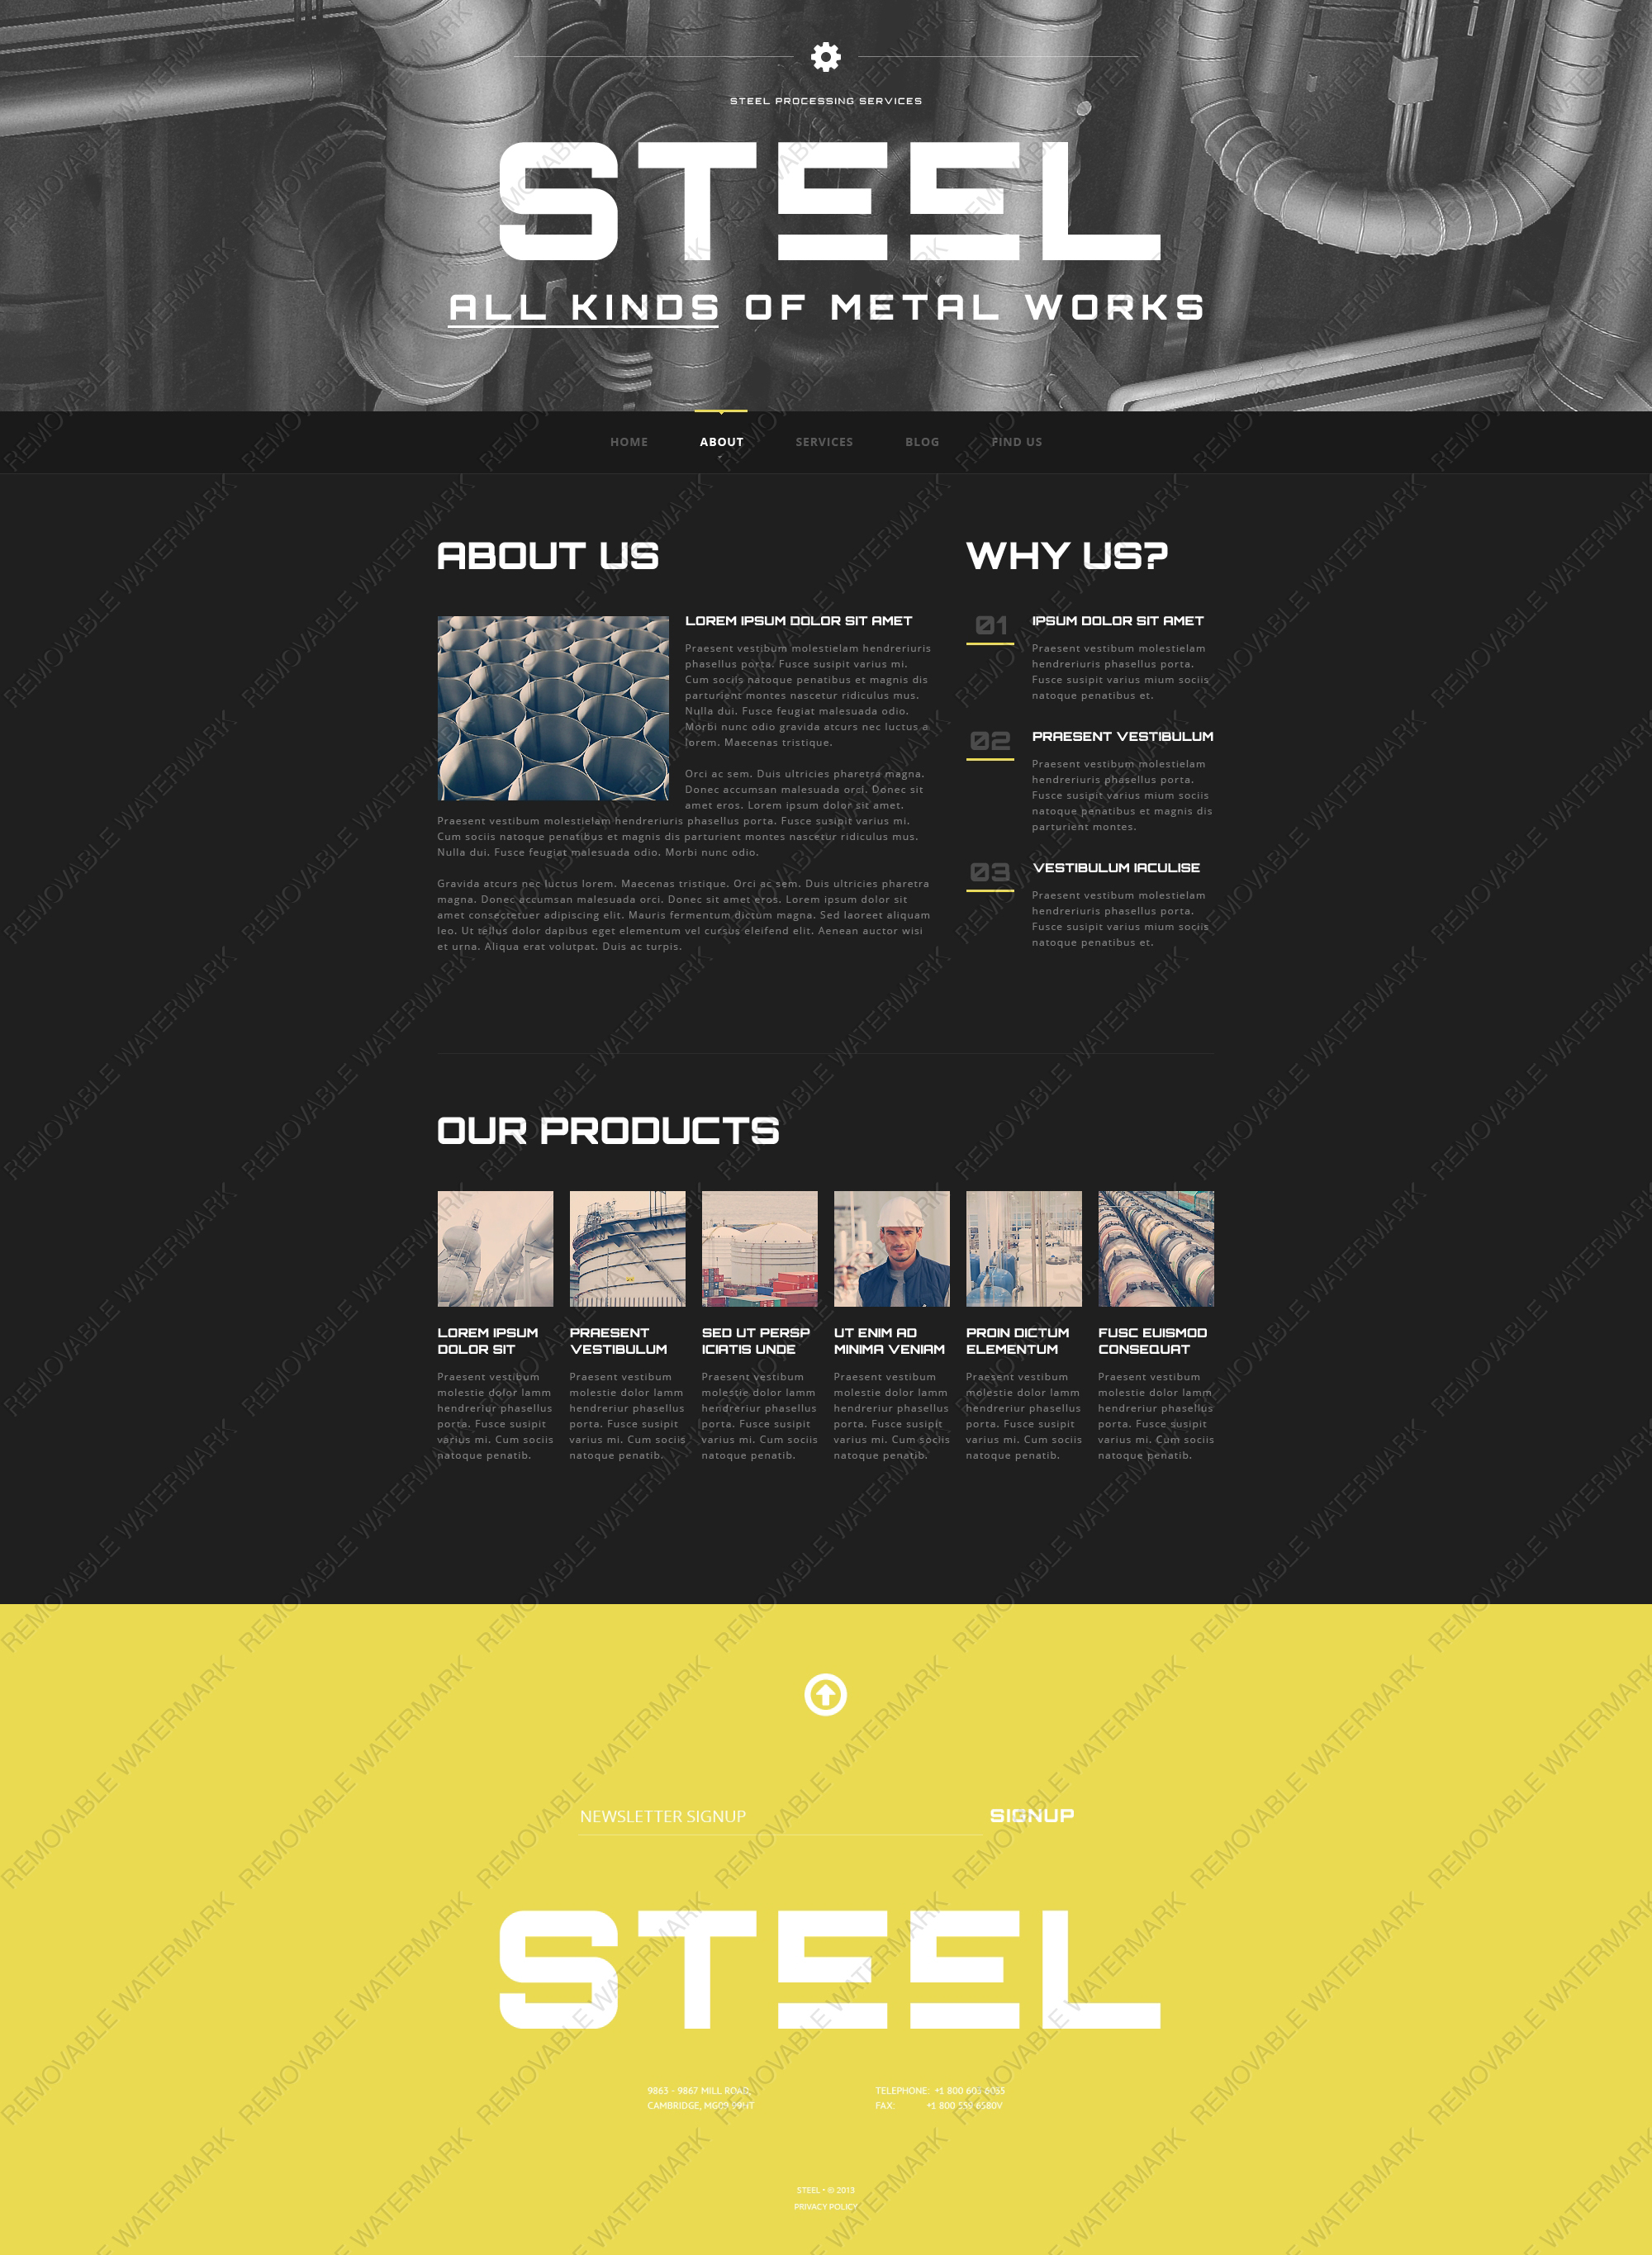 STEEL PROCESSING SERVICES
STEEL
ALL KINDS OF METAL WORKS
HOME ABOUT SERVICES BLOG FIND US
ABOUT US
LOREM IPSUM DOLOR SIT AMET
Praesent vestibum molestielam hendreriuris
phasellus porta. Fusce susipit varius mi.
Cum sociis natoque penatibus et magnis dis
parturient montes nascetur ridiculus mus.
Nulla dui. Fusce feugiat malesuada odio.
Morbi nunc odio gravida atcurs nec luctus a
lorem. Maecenas tristique.
Orci ac sem. Duis ultricies pharetra magna.
Donec accumsan malesuada orci. Donec sit
amet eros. Lorem ipsum dolor sit amet.
Praesent vestibum molestielam hendreriuris phasellus porta. Fusce susipit varius mi.
Cum sociis natoque penatibus et magnis dis parturient montes nascetur ridiculus mus.
Nulla dui. Fusce feugiat malesuada odio. Morbi nunc odio.
Gravida atcurs nec luctus lorem. Maecenas tristique. Orci ac sem. Duis ultricies pharetra
magna. Donec accumsan malesuada orci. Donec sit amet eros. Lorem ipsum dolor sit
amet consectetuer adipiscing elit. Mauris fermentum dictum magna. Sed laoreet aliquam
leo. Ut tellus dolor dapibus eget elementum vel cursus eleifend elit. Aenean auctor wisi
et urna. Aliqua erat volutpat. Duis ac turpis.
WHY US?
01
IPSUM DOLOR SIT AMET
Praesent vestibum molestielam
hendreriuris phasellus porta.
Fusce susipit varius mium sociis
natoque penatibus et.
02
PRAESENT VESTIBULUM
Praesent vestibum molestielam
hendreriuris phasellus porta.
Fusce susipit varius mium sociis
natoque penatibus et magnis dis
parturient montes.
03
VESTIBULUM IACULISE
Praesent vestibum molestielam
hendreriuris phasellus porta.
Fusce susipit varius mium sociis
natoque penatibus et.
OUR PRODUCTS
LOREM IPSUM
DOLOR SIT
Praesent vestibum
molestie dolor lamm
hendreriur phasellus
porta. Fusce susipit
varius mi. Cum sociis
natoque penatib.
PRAESENT
VESTIBULUM
Praesent vestibum
molestie dolor lamm
hendreriur phasellus
porta. Fusce susipit
varius mi. Cum sociis
natoque penatib.
SED UT PERSP
ICIATIS UNDE
Praesent vestibum
molestie dolor lamm
hendreriur phasellus
porta. Fusce susipit
varius mi. Cum sociis
natoque penatib.
UT ENIM AD
MINIMA VENIAM
Praesent vestibum
molestie dolor lamm
hendreriur phasellus
porta. Fusce susipit
varius mi. Cum sociis
natoque penatib.
PROIN DICTUM
ELEMENTUM
Praesent vestibum
molestie dolor lamm
hendreriur phasellus
porta. Fusce susipit
varius mi. Cum sociis
natoque penatib.
FUSC EUISMOD
CONSEQUAT
Praesent vestibum
molestie dolor lamm
hendreriur phasellus
porta. Fusce susipit
varius mi. Cum sociis
natoque penatib.
NEWSLETTER SIGNUP
SIGNUP
STEEL
9863 - 9867 MILL ROAD,
CAMBRIDGE, MG09 99HT
TELEPHONE: +1 800 603 6035
FAX: +1 800
STEEL • © 2013
PRIVACY POLICY
REMOVABLE WATERMARK